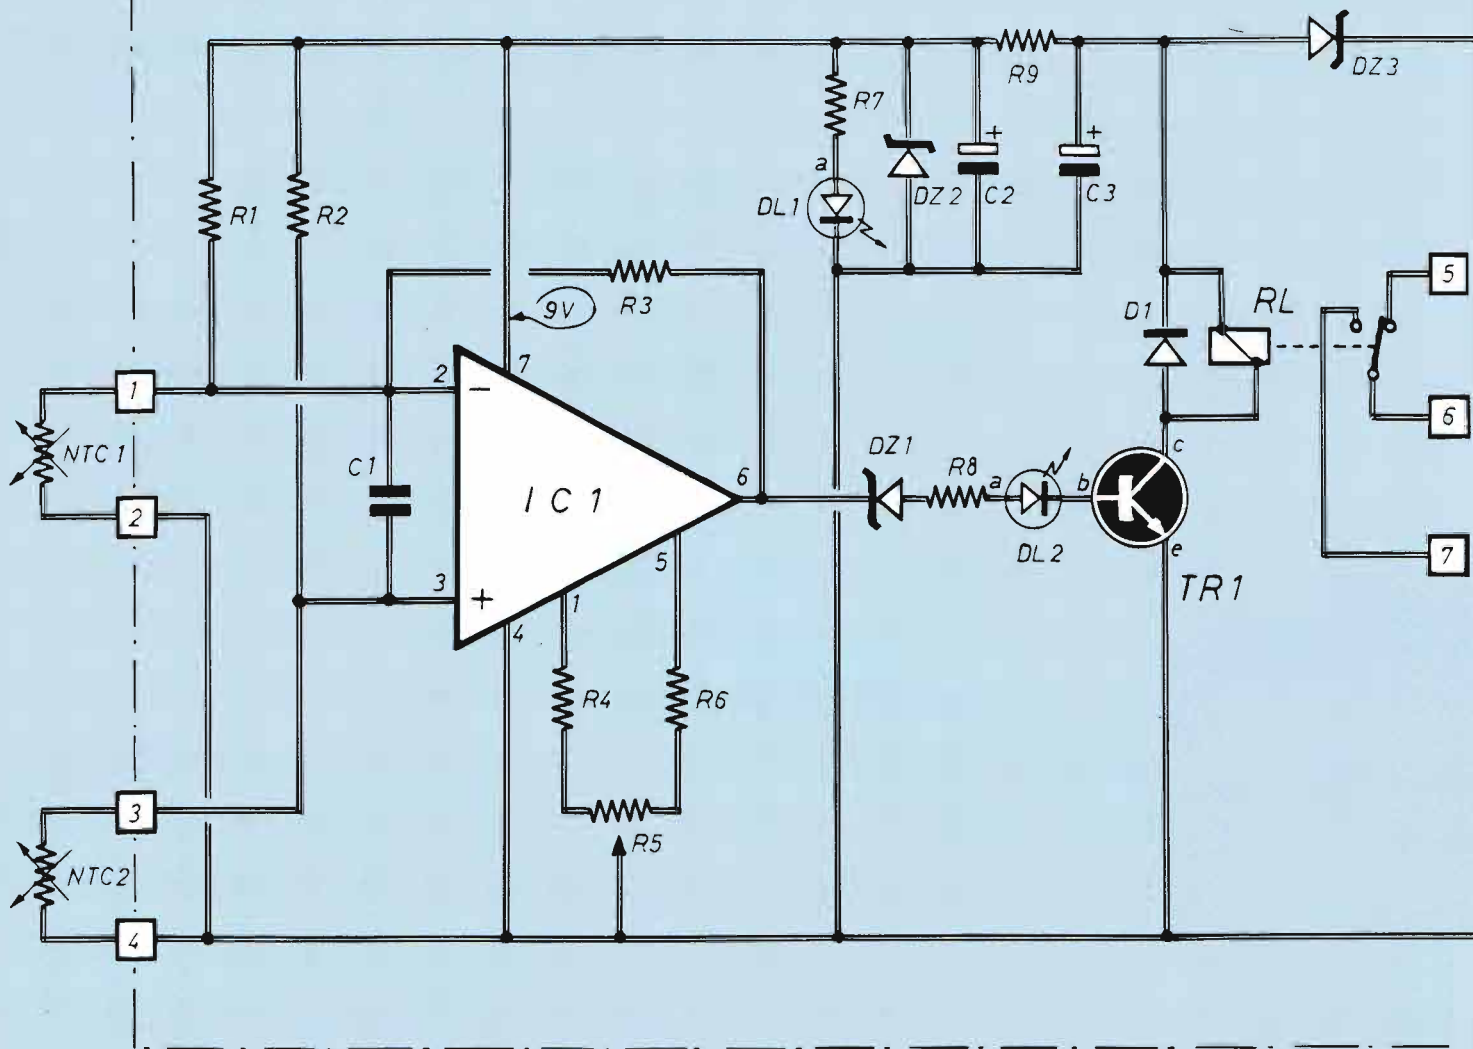 R9
DZ3
R7
a
+
+
R1
R2
DL1
DZ2
C2
C3
R3
9V
D1
RL
5
1
2
7
−
6
NTC1
C1
DZ1
R8
c
6
a
b
IC1
2
DL2
7
5
e
3
TR1
+
1
4
R4
R6
3
R5
NTC2
4